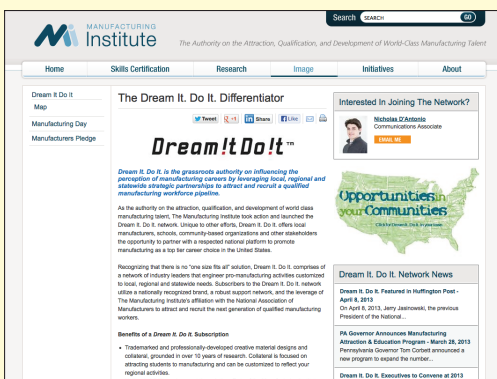 Search SEARCH GO
MANUFACTURING
Mi Institute
The Authority on the Attraction, Qualification, and Development of World-Class Manufacturing Talent
Home Skills Certification Research Image Initiatives About
Dream It Do It
Map
Manufacturing Day
Manufacturers Pledge
The Dream It. Do It. Differentiator
Tweet +1 Share Like
Dream!tDo!t™
Dream It. Do It. is the grassroots authority on influencing the
perception of manufacturing careers by leveraging local, regional and
statewide strategic partnerships to attract and recruit a qualified
manufacturing workforce pipeline.
As the authority on the attraction, qualification, and development of world class
manufacturing talent, The Manufacturing Institute took action and launched the
Dream It. Do It. network. Unique to other efforts, Dream It. Do It. offers local
manufacturers, schools, community-based organizations and other stakeholders
the opportunity to partner with a respected national platform to promote
manufacturing as a top tier career choice in the United States.
Recognizing that there is no "one size fits all" solution, Dream It. Do It. comprises of
a network of industry leaders that engineer pro-manufacturing activities customized
to local, regional and statewide needs. Subscribers to the Dream It. Do It. network
utilize a nationally recognized brand, a robust support network, and the leverage of
The Manufacturing Institute's affiliation with the National Association of
Manufacturers to attract and recruit the next generation of qualified manufacturing
workers.
Benefits of a Dream It. Do It. Subscription
• Trademarked and professionally-developed creative material designs and
collateral, grounded in over 10 years of research. Collateral is focused on
attracting students to manufacturing and can be customized to reflect your
regional activities.
Interested In Joining The Network?
Nicholas D'Antonio
Communications Associate
EMAIL ME
Opportunities in
your Communities
Click for Dream It. Do It. in your state
Dream It. Do It. Network News
Dream It. Do It. Featured in Huffington Post -
April 8, 2013
On April 8, 2013, Jerry Jasinowski, the previous
President of the National...
PA Governor Announces Manufacturing
Attraction & Education Program - March 28, 2013
Pennsylvania Governor Tom Corbett announced a
new program to expand the number...
Dream It. Do It. Executives to Convene at 2013